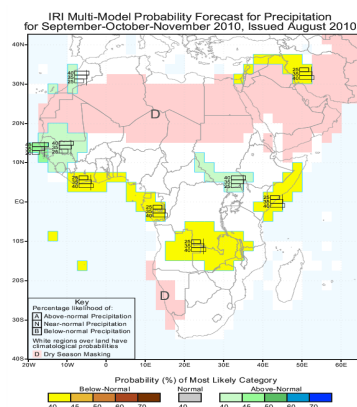 IRI Multi-Model Probability Forecast for Precipitation
for September-October-November 2010, Issued August 2010
40N
30N
20N
10N
EQ
10S
20S
30S
40S
D
D
Key
Percentage likelihood of:
A Above-normal Precipitation
N Near-normal Precipitation
B Below-normal Precipitation
White regions over land have
climatological probabilities
D Dry Season Masking
20W 10W 0 10E 20E 30E 40E 50E 60E
Probability (%) of Most Likely Category
Below-Normal Normal Above-Normal
40 45 50 60 70 40 40 45 50 60 70